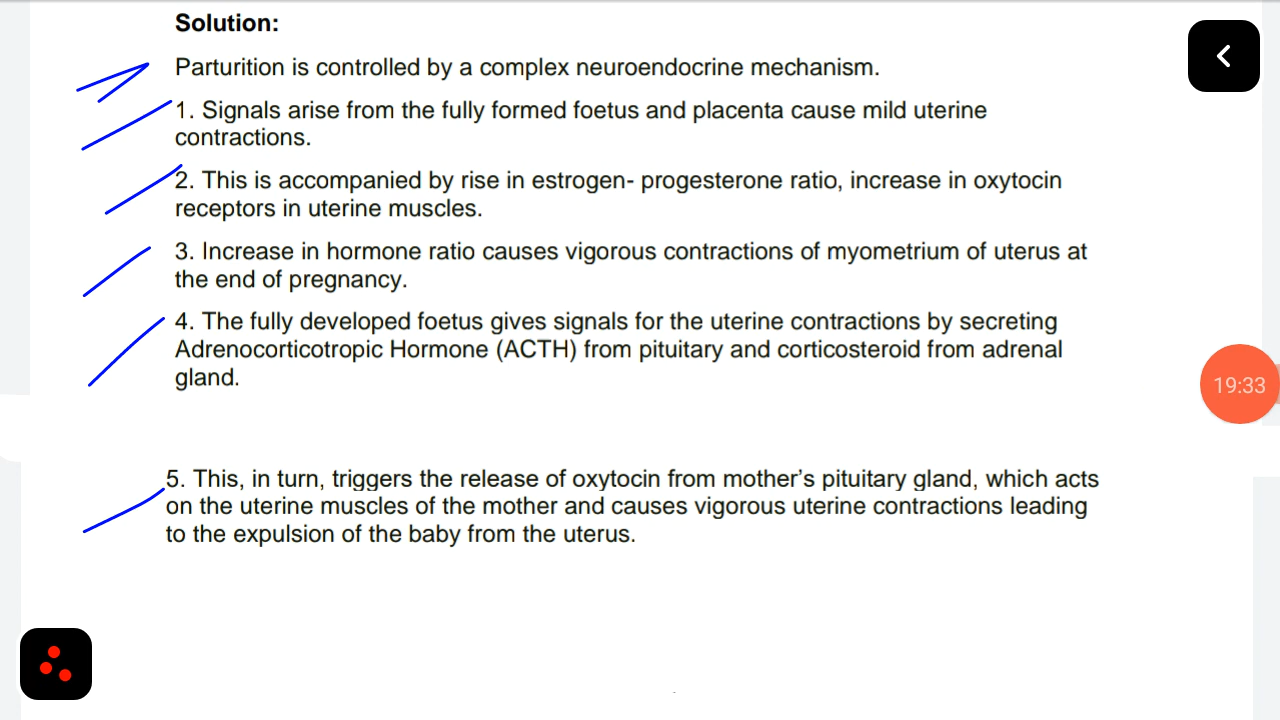 Solution:
Parturition is controlled by a complex neuroendocrine mechanism.
1. Signals arise from the fully formed foetus and placenta cause mild uterine
contractions.
2. This is accompanied by rise in estrogen- progesterone ratio, increase in oxytocin
receptors in uterine muscles.
3. Increase in hormone ratio causes vigorous contractions of myometrium of uterus at
the end of pregnancy.
4. The fully developed foetus gives signals for the uterine contractions by secreting
Adrenocorticotropic Hormone (ACTH) from pituitary and corticosteroid from adrenal
gland.
19:33
5. This, in turn, triggers the release of oxytocin from mother’s pituitary gland, which acts
on the uterine muscles of the mother and causes vigorous uterine contractions leading
to the expulsion of the baby from the uterus.